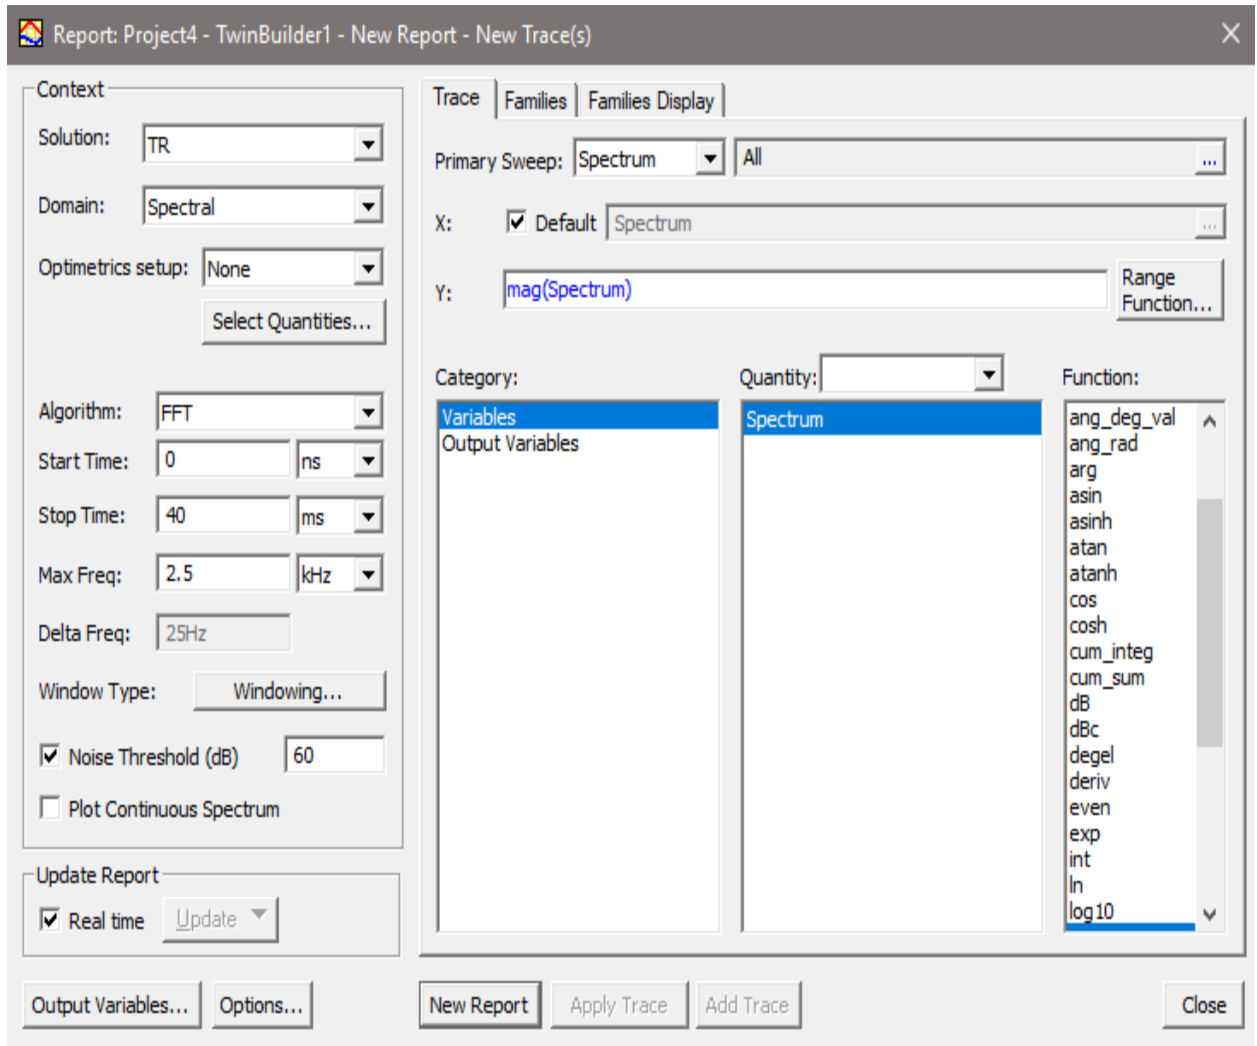 Report: Project4 - TwinBuilder1 - New Report - New Trace(s)
Context
Solution: TR
Domain: Spectral
Optimetrics setup: None
Select Quantities...
Algorithm: FFT
Start Time: 0 ns
Stop Time: 40 ms
Max Freq: 2.5 kHz
Delta Freq: 25Hz
Window Type: Windowing...
Noise Threshold (dB) 60
Plot Continuous Spectrum
Update Report
Real time Update
Output Variables... Options...
Trace Families Families Display
Primary Sweep: Spectrum All ...
X: Default Spectrum ...
Y: mag(Spectrum) Range
Function...
Category: Quantity: Function:
Variables
Output Variables
Spectrum
ang_deg_val
ang_rad
arg
asin
asinh
atan
atanh
cos
cosh
cum_integ
cum_sum
dB
dBc
degel
deriv
even
exp
int
ln
log10
New Report Apply Trace Add Trace Close